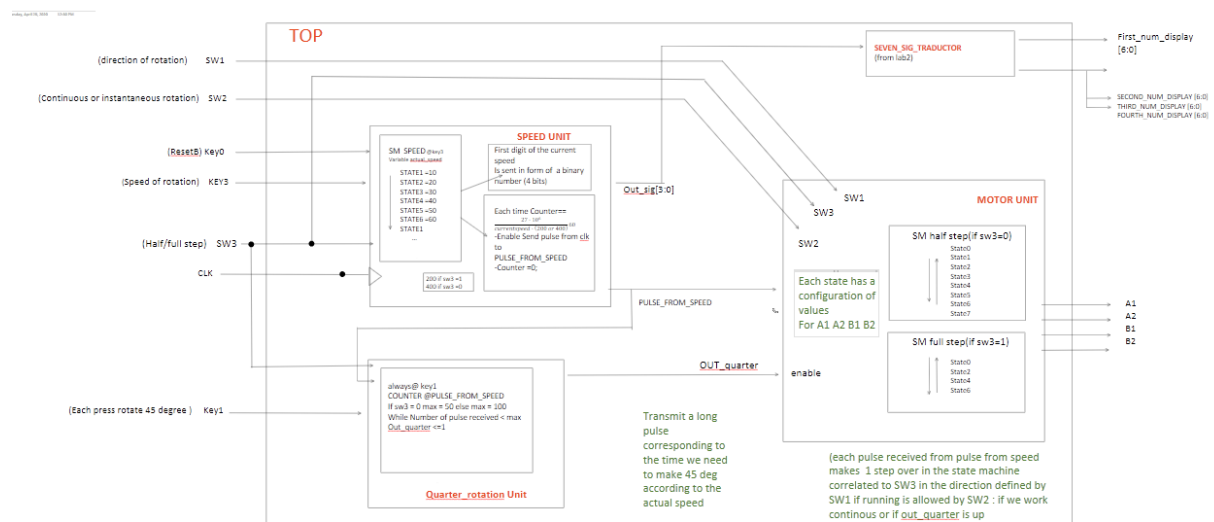 TOP
First_num_display
[6:0]
SEVEN_SIG_TRADUCTOR
(from lab2)
(direction of rotation) SW1
(Continuous or instantaneous rotation) SW2
SECOND_NUM_DISPLAY [6:0]
THIRD_NUM_DISPLAY [6:0]
FOURTH_NUM_DISPLAY [6:0]
SPEED UNIT
(ResetB) Key0
(Speed of rotation) KEY3
(Half/full step) SW3
CLK
SM SPEED @key3
Variable actual_speed
STATE1 =10
STATE2 =20
STATE3 =30
STATE4 =40
STATE5 =50
STATE6 =60
STATE1
...
First digit of the current
speed
Is sent in form of a binary
number (4 bits)
Each time Counter==
60
-Enable Send pulse from clk
to
PULSE_FROM_SPEED
-Counter =0;
200 if sw3 =1
400 if sw3 =0
Out_sig[3:0]
PULSE_FROM_SPEED
MOTOR UNIT
SW1
SW3
SW2
Each state has a
configuration of
values
For A1 A2 B1 B2
enable
SM half step(if sw3=0)
State0
State1
State2
State3
State4
State5
State6
State7
SM full step(if sw3=1)
State0
State2
State4
State6
A1
A2
B1
B2
(Each press rotate 45 degree ) Key1
always@ key1
COUNTER @PULSE_FROM_SPEED
If sw3 = 0 max = 50 else max = 100
While Number of pulse received < max
Out_quarter <=1
Quarter_rotation Unit
OUT_quarter
Transmit a long
pulse
corresponding to
the time we need
to make 45 deg
according to the
actual speed
(each pulse received from pulse from speed
makes 1 step over in the state machine
correlated to SW3 in the direction defined by
SW1 if running is allowed by SW2 : if we work
continous or if out_quarter is up